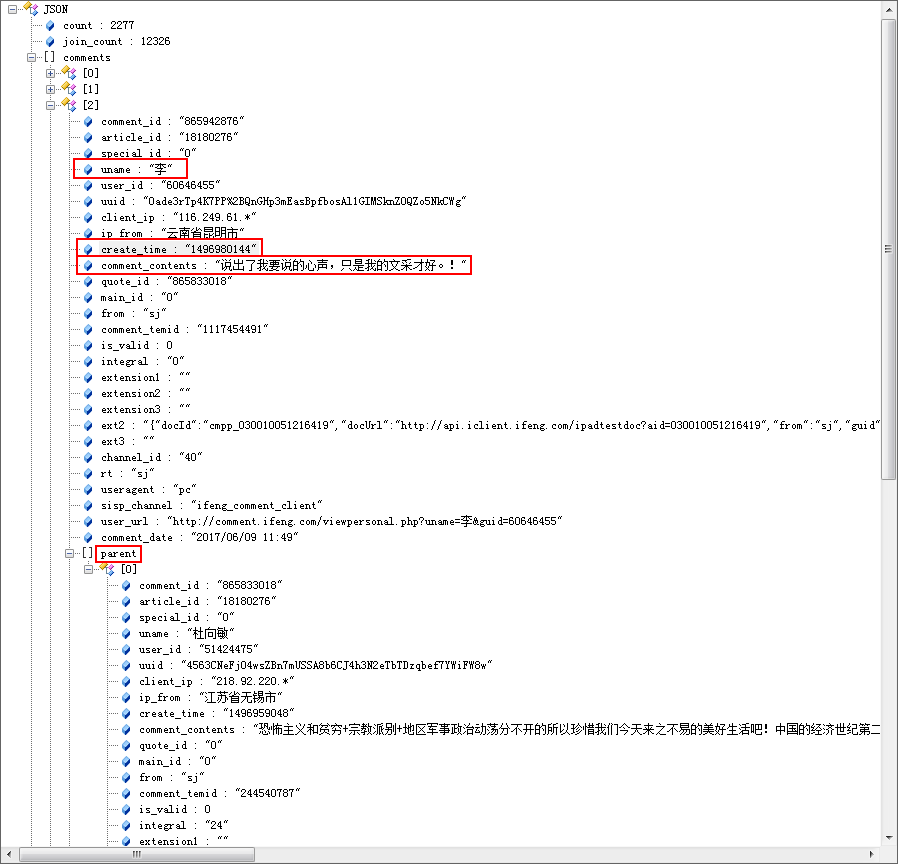 JSON
count : 2277
join_count : 12326
[] comments
[0]
[1]
[2]
comment_id : "865942876"
article_id : "18180276"
special_id : "0"
uname : "李"
user_id : "60646455"
uuid : "0ade3rTp4K7PP%2BQnGHp3mEasBpfbosAl1GIMSknZ0QZo5NkCWg"
client_ip : "116.249.61.*"
ip_from : "云南省昆明市"
create_time : "1496980144"
comment_contents : "说出了我要说的心声，只是我的文采才好。！"
quote_id : "865833018"
main_id : "0"
from : "sj"
comment_temid : "1117454491"
is_valid : 0
integral : "0"
extension1 : ""
extension2 : ""
extension3 : ""
ext2 : "{"docId":"cmpp_030010051216419","docUrl":"http://api.iclient.ifeng.com/ipadtestdoc?aid=030010051216419","from":"sj","guid"
ext3 : ""
channel_id : "40"
rt : "sj"
useragent : "pc"
sisp_channel : "ifeng_comment_client"
user_url : "http://comment.ifeng.com/viewpersonal.php?uname=李&guid=60646455"
comment_date : "2017/06/09 11:49"
[] parent
[0]
comment_id : "865833018"
article_id : "18180276"
special_id : "0"
uname : "杜向敏"
user_id : "51424475"
uuid : "4563CNeFjO4wsZBn7mUSSA8b6CJ4h3N2eTbTDzqbef7YWiFW8w"
client_ip : "218.92.220.*"
ip_from : "江苏省无锡市"
create_time : "1496959048"
comment_contents : "恐怖主义和贫穷+宗教派别+地区军事政治动荡分不开的所以珍惜我们今天来之不易的美好生活吧！中国的经济世纪第二
quote_id : "0"
main_id : "0"
from : "sj"
comment_temid : "244540787"
is_valid : 0
integral : "24"
extension1 : ""